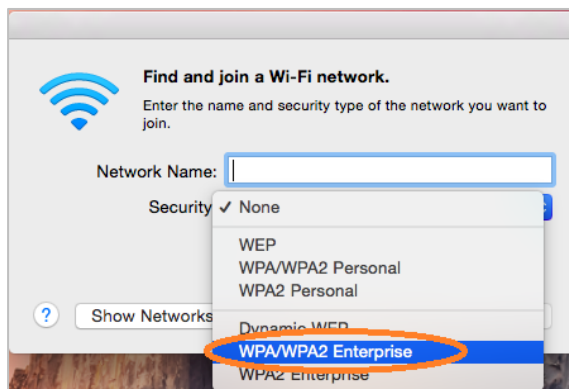 Find and join a Wi-Fi network.
Enter the name and security type of the network you want to
join.
Network Name:
Security
✓ None
WEP
WPA/WPA2 Personal
WPA2 Personal
? Show Networks
Dynamic WEP
WPA/WPA2 Enterprise
WPA2 Enterprise